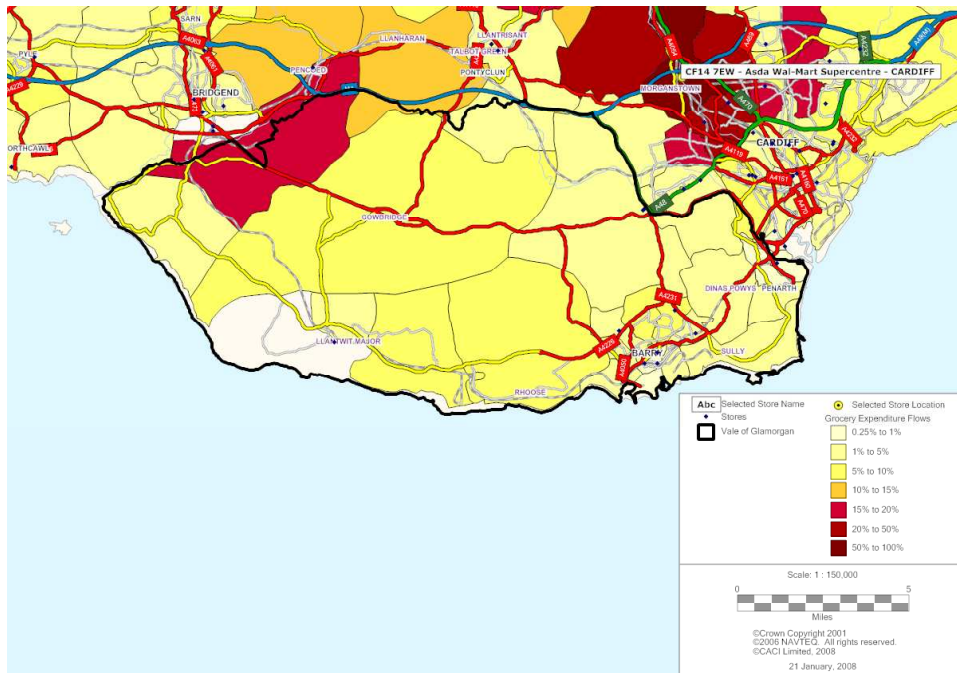 SARN
A4063
A4061
PYLE
A4229
LLANHARAN
PENCOED
BRIDGEND
LLANTRISANT
TALBOT GREEN
PONTYCLUN
A4054
A4232
CF14 7EW - Asda Wal-Mart Supercentre - CARDIFF
MORGANSTOWN
A470
A4232
CARDIFF
A4119
ORTHCAWL
A4161
A4160
A470
A48
COWBRIDGE
DINAS POWYS
PENARTH
A4231
LLANTWIT MAJOR
A4226
BARRY
SULLY
A4050
RHOOSE
Abc Selected Store Name
Selected Store Location
Stores
Grocery Expenditure Flows
Vale of Glamorgan
0.25% to 1%
1% to 5%
5% to 10%
10% to 15%
15% to 20%
20% to 50%
50% to 100%
Scale: 1 : 150,000
0 5
Miles
©Crown Copyright 2001
©2006 NAVTEQ. All rights reserved.
©CACI Limited, 2008
21 January, 2008